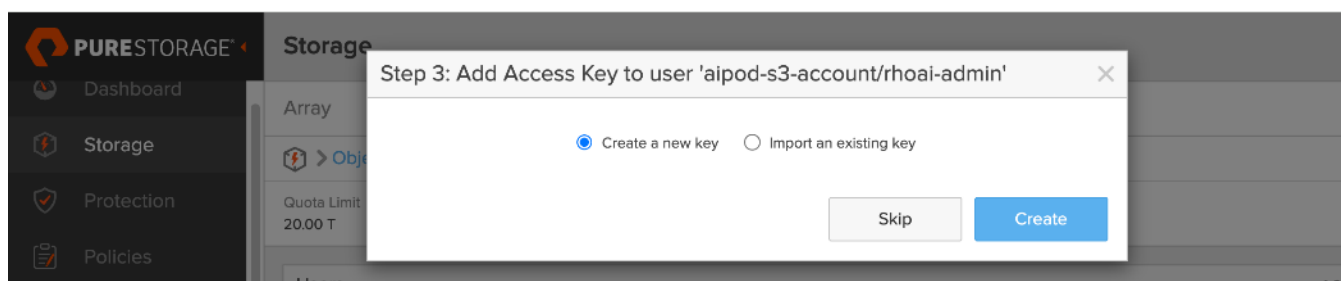 PURESTORAGE®
Storage
Step 3: Add Access Key to user 'aipod-s3-account/rhoai-admin'
Dashboard
Array
Create a new key
Import an existing key
Storage
Obje
Protection
Quota Limit
20.00 T
Skip
Create
Policies